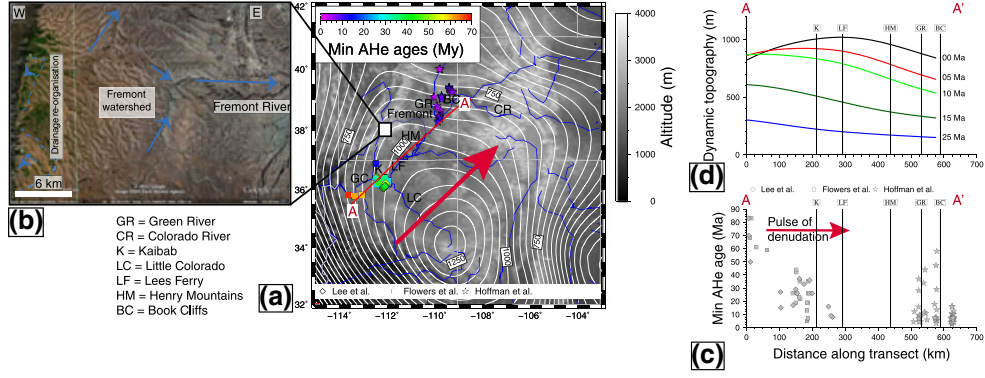 W
E
Drainage re-organisation
Fremont
watershed
Fremont River
6 km
(b)
GR = Green River
CR = Colorado River
K = Kaibab
LC = Little Colorado
LF = Lees Ferry
HM = Henry Mountains
BC = Book Cliffs
(a)
0 10 20 30 40 50 60 70
Min AHe ages (My)
40°
38°
36°
34°
32°
−114° −112° −110° −108° −106° −104°
GR
BC
Fremont
A'
CR
HM
K
LF
GC
LC
A
750
750
1000
1250
1000
750
Lee et al. Flowers et al. Hoffman et al.
4000
3000
2000
1000
0
Altitude (m)
(d)
A
A'
K LF HM GR BC
Dynamic topography (m)
1000
500
0
00 Ma
05 Ma
10 Ma
15 Ma
25 Ma
0 100 200 300 400 500 600 700
Lee et al. Flowers et al. Hoffman et al.
A
A'
K LF HM GR BC
Pulse of
denudation
Min AHe age (Ma)
90
80
70
60
50
40
30
20
10
0
0 100 200 300 400 500 600 700
Distance along transect (km)
(c)